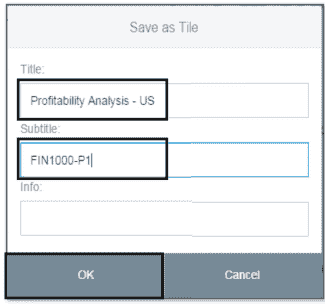 Save as Tile
Title:
Profitability Analysis - US
Subtitle:
FIN1000-P1
Info:
OK Cancel